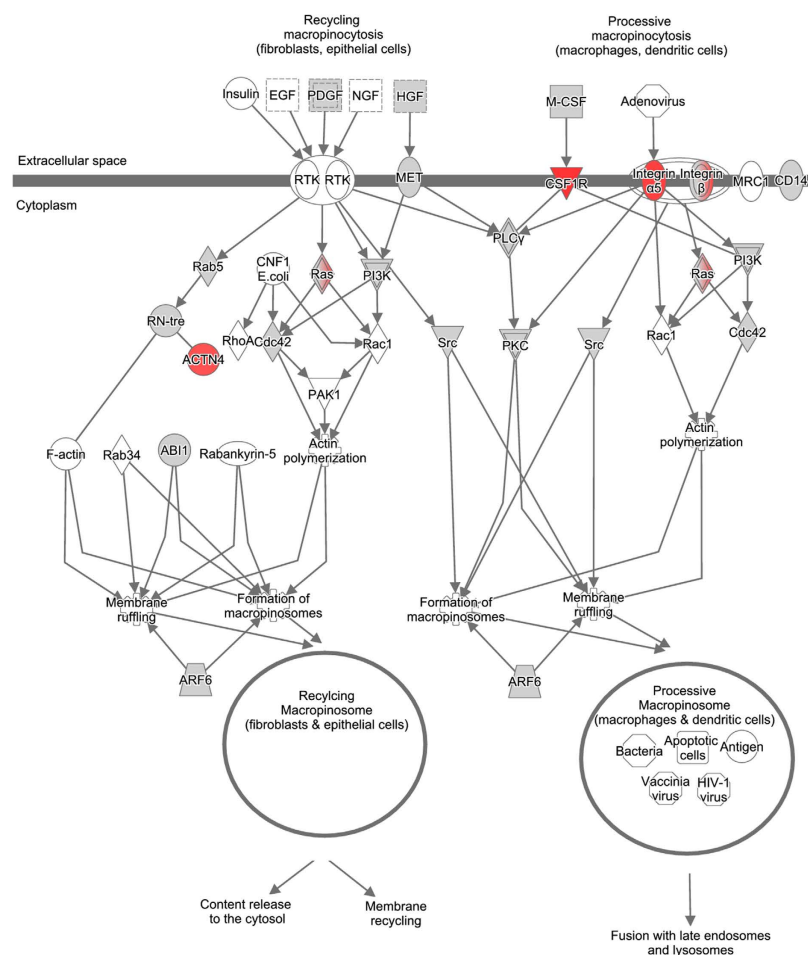 Recycling
macropinocytosis
(fibroblasts, epithelial cells)
Processive
macropinocytosis
(macrophages, dendritic cells)
Insulin
EGF
PDGF
NGF
HGF
M-CSF
Adenovirus
Extracellular space
RTK
RTK
MET
CSF1R
Integrin
α5
Integrin
β
MRC1
CD14
Cytoplasm
PLCγ
Rab5
CNF1
E.coli
Ras
PI3K
Ras
PI3K
RN-tre
ACTN4
RhoA
Cdc42
Rac1
Src
PKC
Src
Rac1
Cdc42
PAK1
F-actin
Rab34
ABI1
Rabankyrin-5
Actin
polymerization
Actin
polymerization
Membrane
ruffling
Formation of
macropinosomes
Formation of
macropinosomes
Membrane
ruffling
ARF6
ARF6
Recylcing
Macropinosome
(fibroblasts & epithelial cells)
Processive
Macropinosome
(macrophages & dendritic cells)
Bacteria
Apoptotic
cells
Antigen
Vaccinia
virus
HIV-1
virus
Content release
to the cytosol
Membrane
recycling
Fusion with late endosomes
and lysosomes